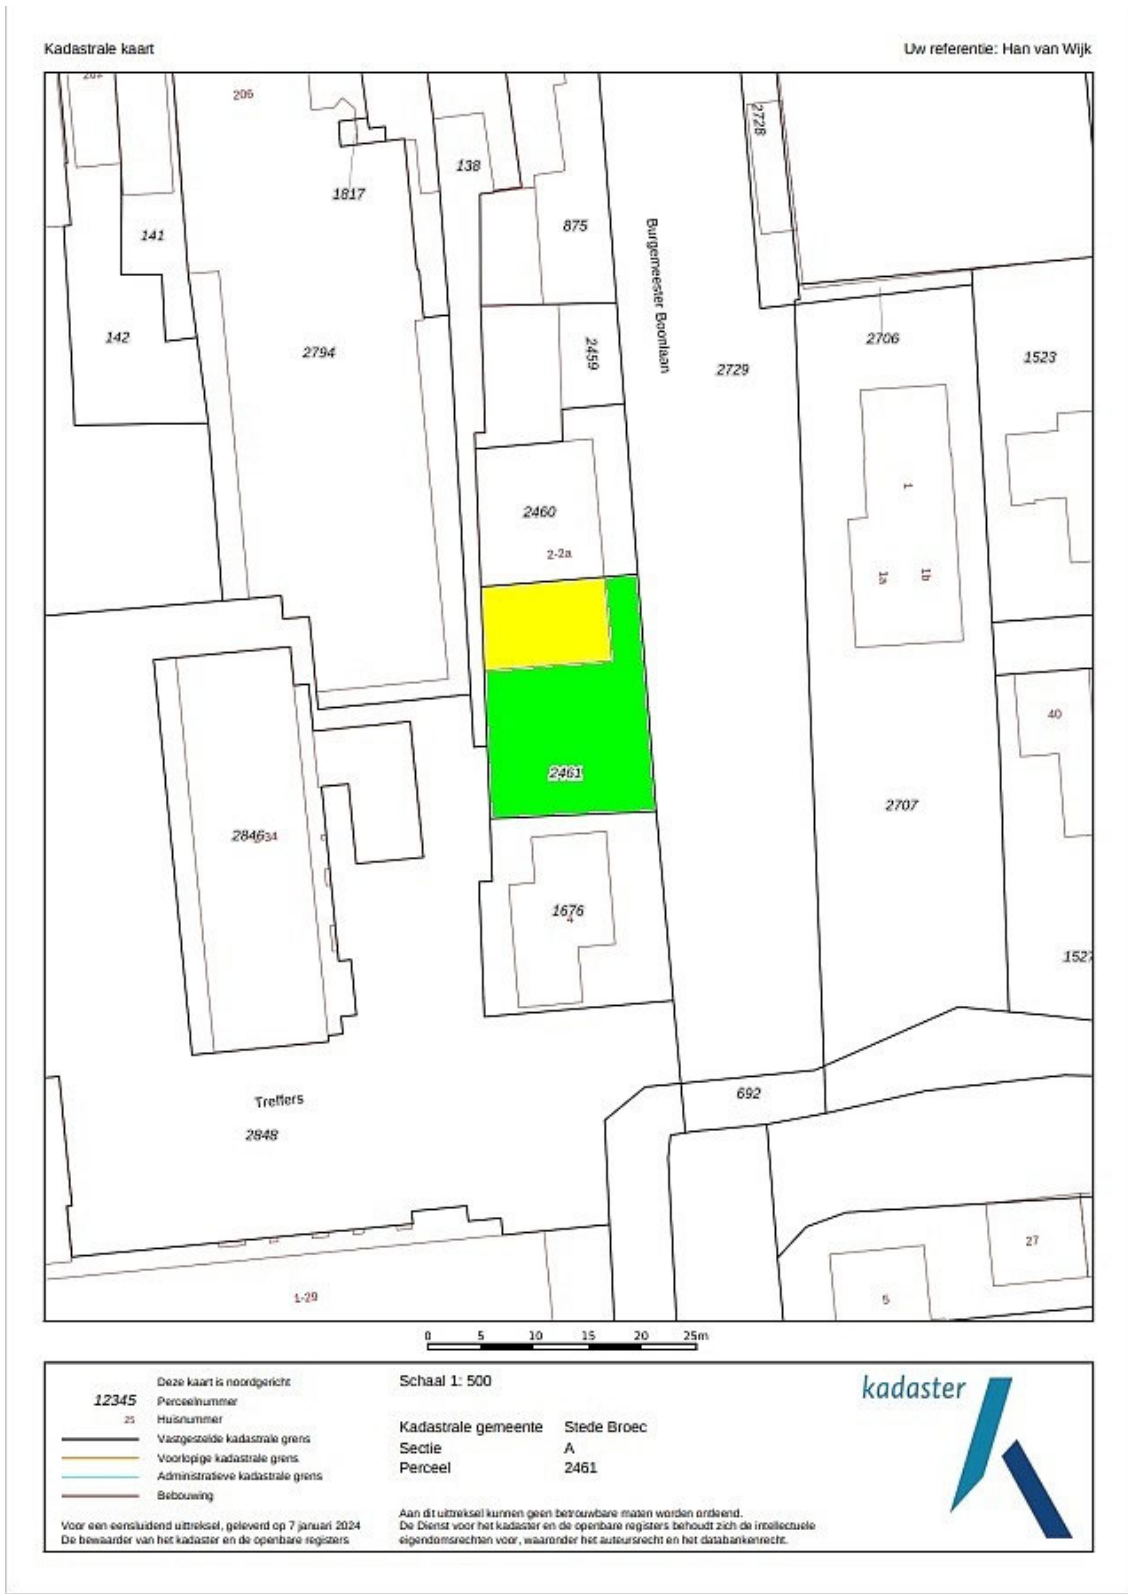 Kadastrale kaart
Uw referentie: Han van Wijk
206
2728
138
1817
141
875
Burgemeester Boonlaan
142
2794
2459
2729
2706
1523
1
2460
2-2a
1a
1b
40
2461
2707
2846
34
1676
4
1527
Treffers
2848
692
27
1-29
5
0 5 10 15 20 25m
Deze kaart is noordgericht
12345 Perceelnummer
25 Huisnummer
Vastgestelde kadastrale grens
Voorlopige kadastrale grens
Administratieve kadastrale grens
Bebouwing
Voor een eensluidend uittreksel, geleverd op 7 januari 2024
De bewaarder van het kadaster en de openbare registers
Schaal 1: 500
Kadastrale gemeente Stede Broec
Sectie A
Perceel 2461
Aan dit uittreksel kunnen geen betrouwbare maten worden ontleend.
De Dienst voor het kadaster en de openbare registers behoudt zich de intellectuele
eigendomsrechten voor, waaronder het auteursrecht en het databankenrecht.
kadaster